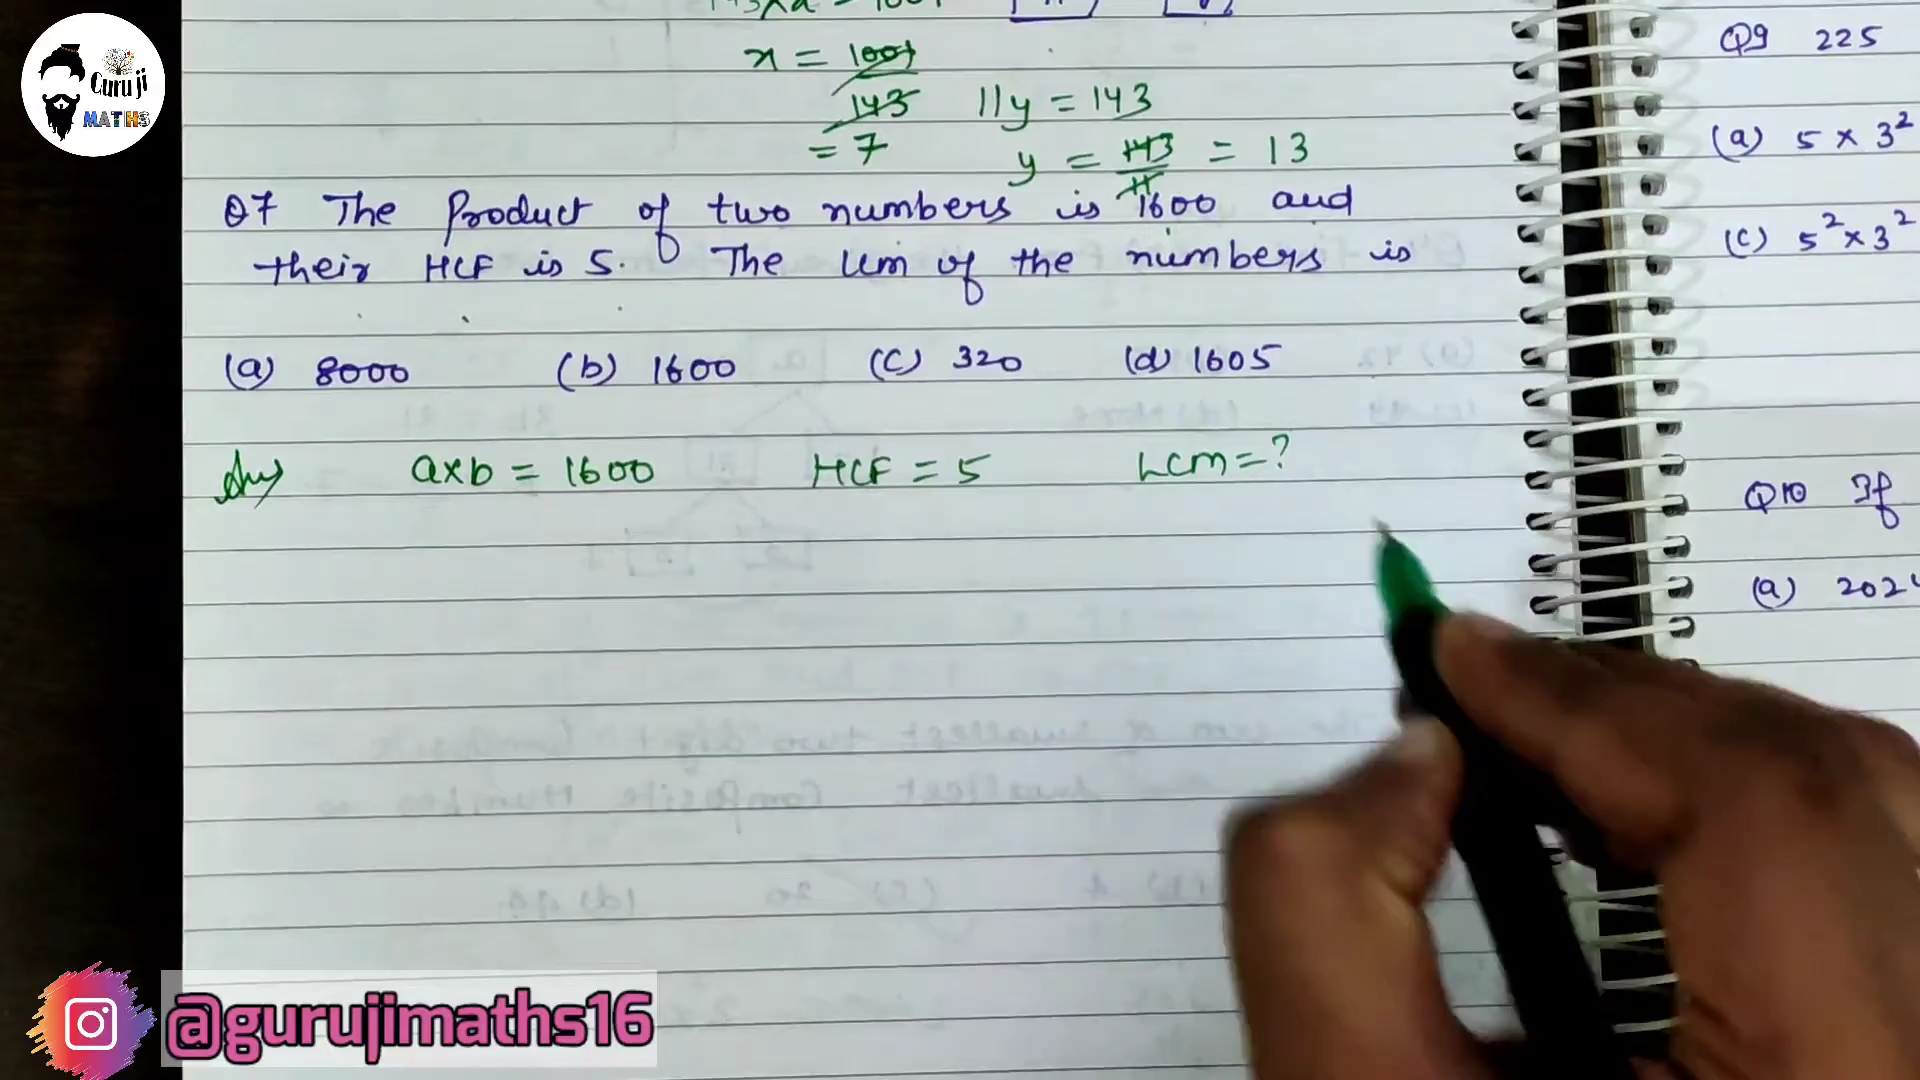 Guru ji
MATHS
x = 1001
143
= 7
11y = 143
y = 143 = 13
11
Q7 The Product of two numbers is 1600 and
their HCF is 5. The LCM of the numbers is
(a) 8000 (b) 1600 (c) 320 (d) 1605
Ans a×b = 1600 HCF = 5 LCM = ?
Q9 225
(a) 5 × 3²
(c) 5² × 3²
Q10 If
(a) 202
@gurujimaths16